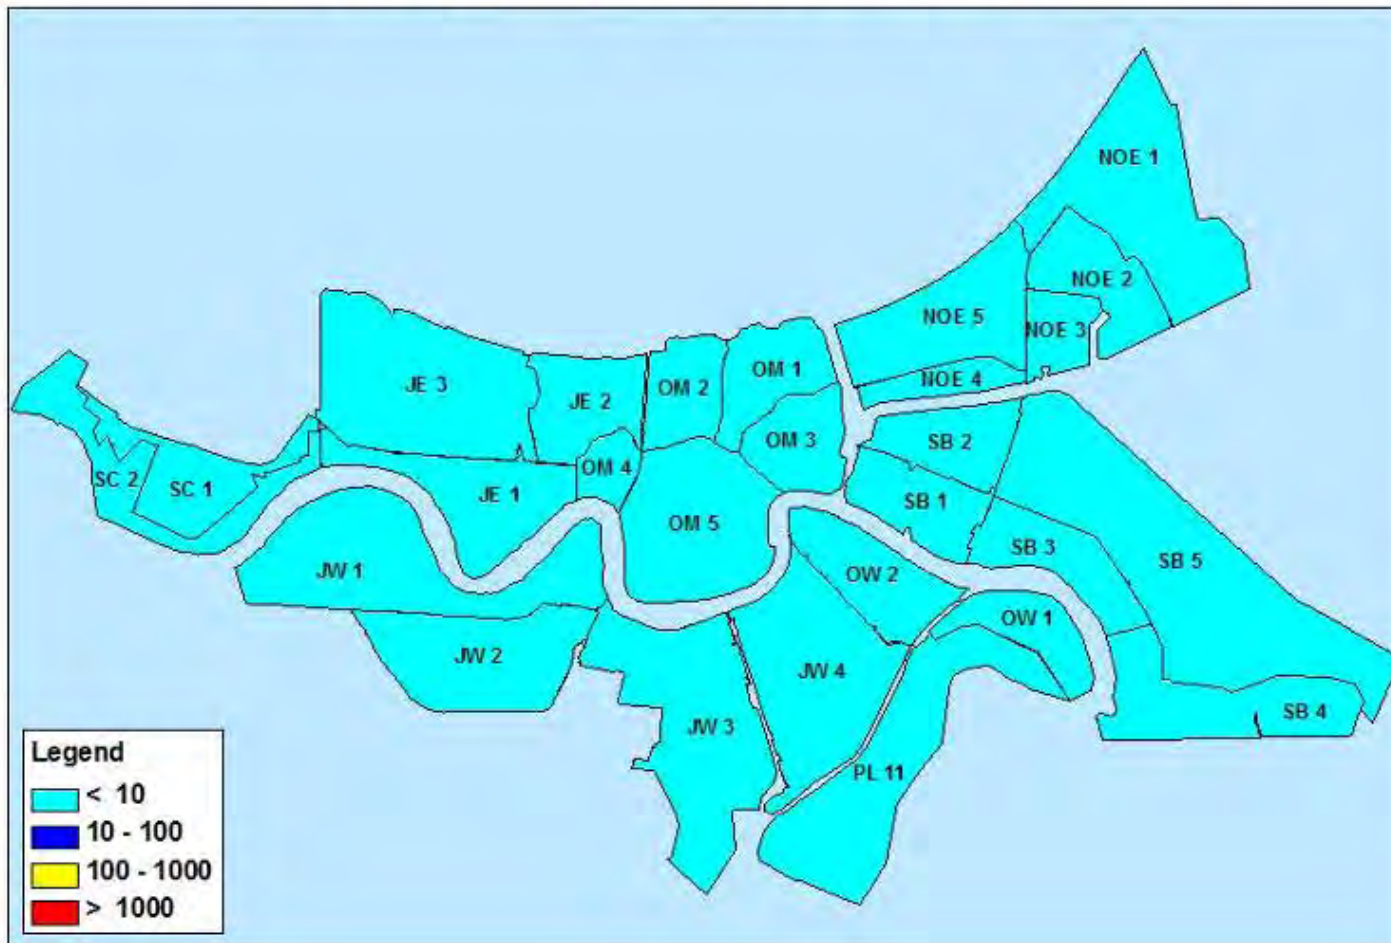 NOE 1
NOE 2
NOE 5
NOE 3
NOE 4
JE 3
JE 2
OM 2
OM 1
OM 3
SB 2
OM 4
SC 2
SC 1
JE 1
SB 1
OM 5
SB 3
SB 5
JW 1
OW 2
OW 1
JW 2
JW 4
SB 4
JW 3
PL 11
Legend
< 10
10 - 100
100 - 1000
> 1000